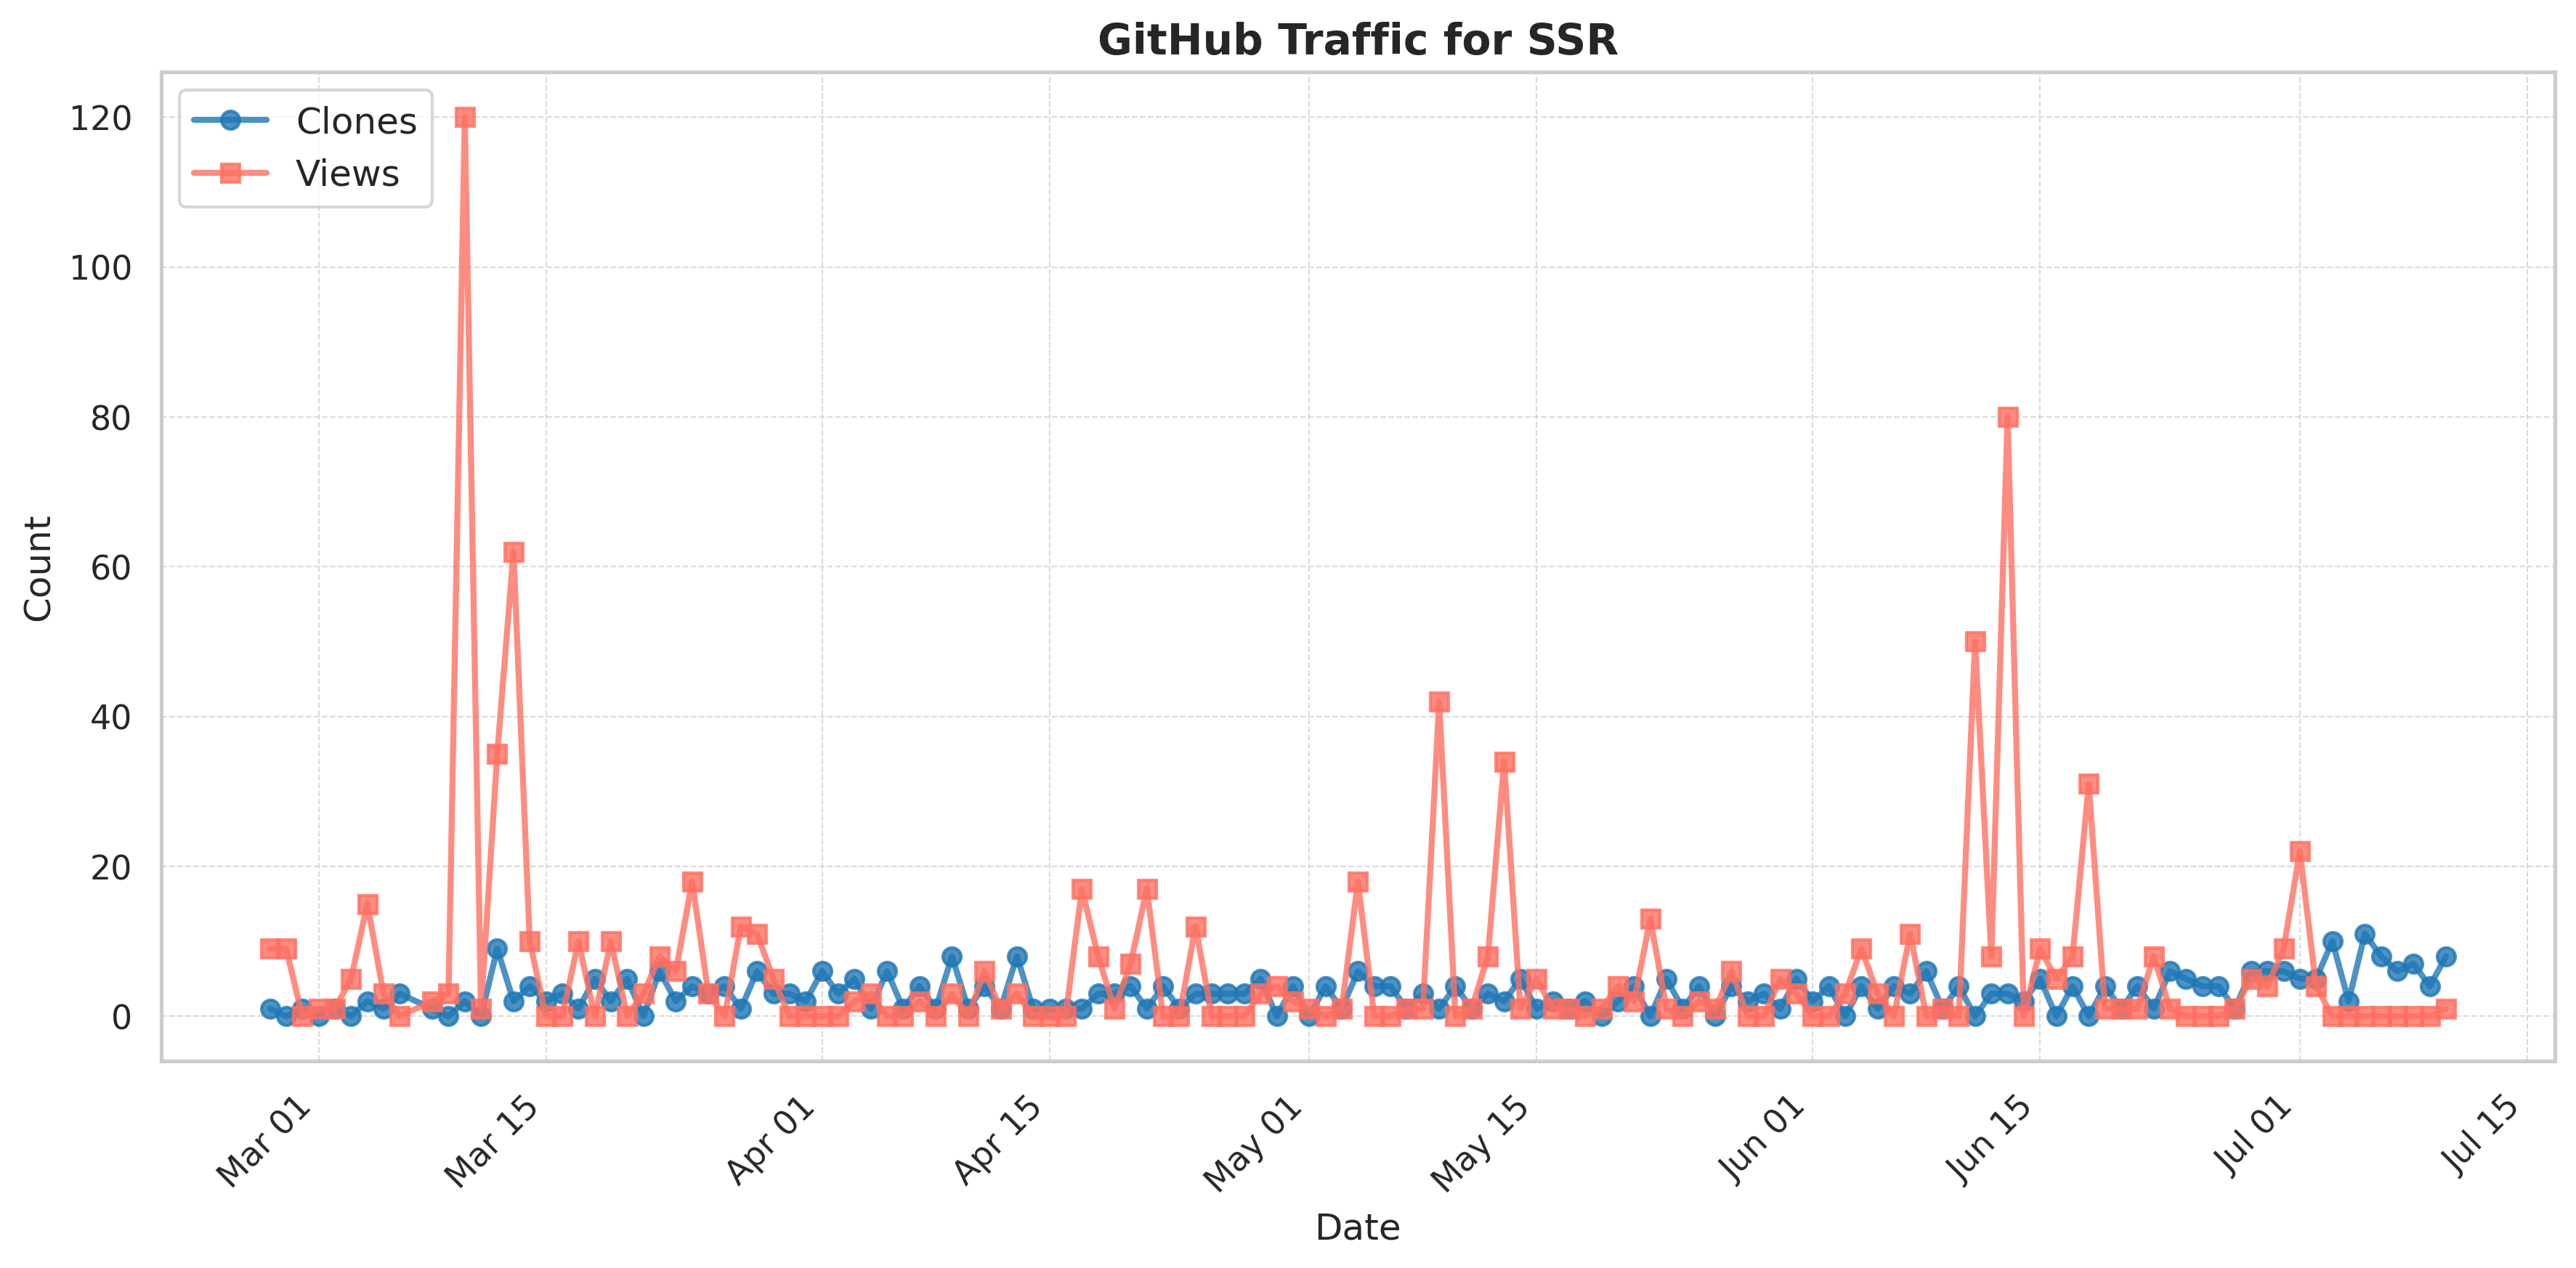 GitHub Traffic for SSR
Clones
Views
120
100
80
60
40
20
0
Count
Mar 01
Mar 15
Apr 01
Apr 15
May 01
May 15
Jun 01
Jun 15
Jul 01
Jul 15
Date